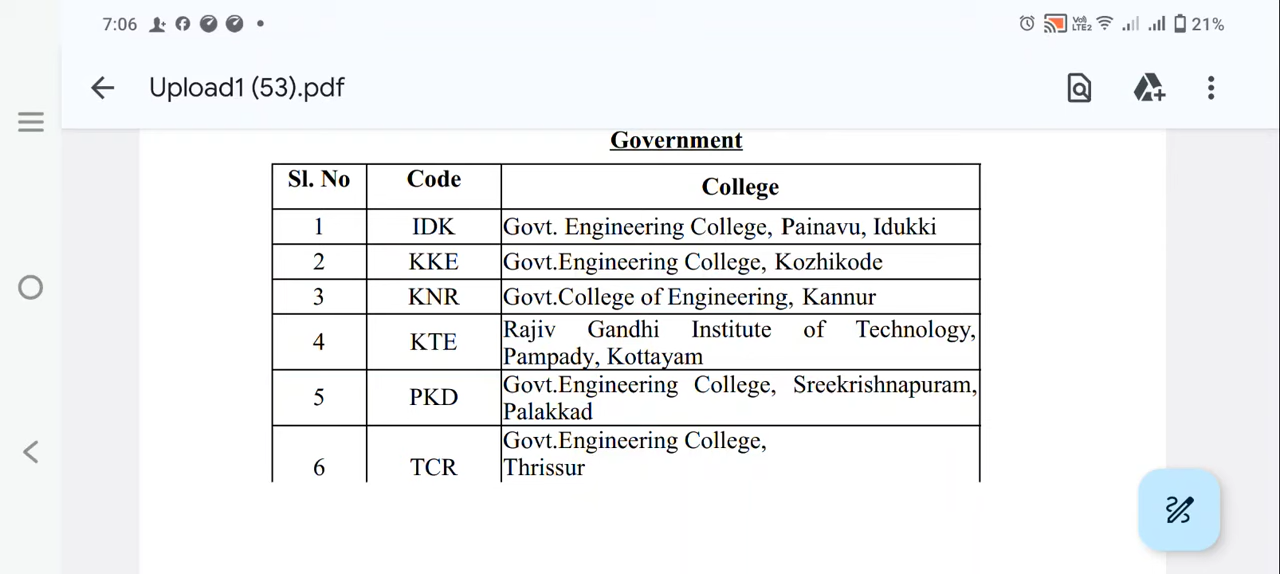 7:06
Vo)) LTE2
21%
Upload1 (53).pdf
Government
Sl. No Code College
1 IDK Govt. Engineering College, Painavu, Idukki
2 KKE Govt.Engineering College, Kozhikode
3 KNR Govt.College of Engineering, Kannur
4 KTE Rajiv Gandhi Institute of Technology,
Pampady, Kottayam
5 PKD Govt.Engineering College, Sreekrishnapuram,
Palakkad
6 TCR Govt.Engineering College,
Thrissur